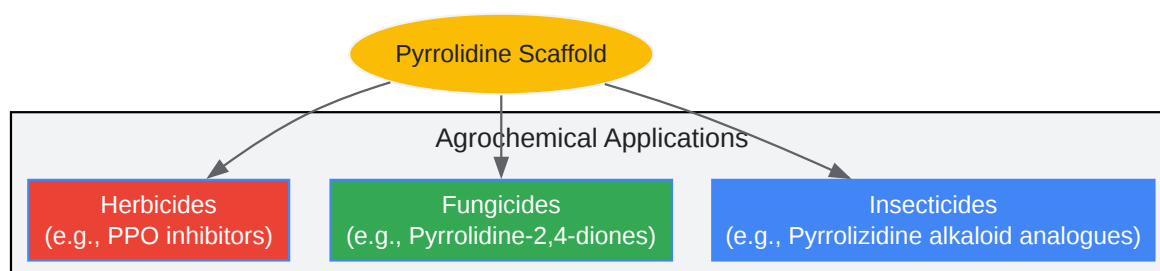 Pyrrolidine Scaffold
Agrochemical Applications
Herbicides
(e.g., PPO inhibitors)
Fungicides
(e.g., Pyrrolidine-2,4-diones)
Insecticides
(e.g., Pyrrolizidine alkaloid analogues)